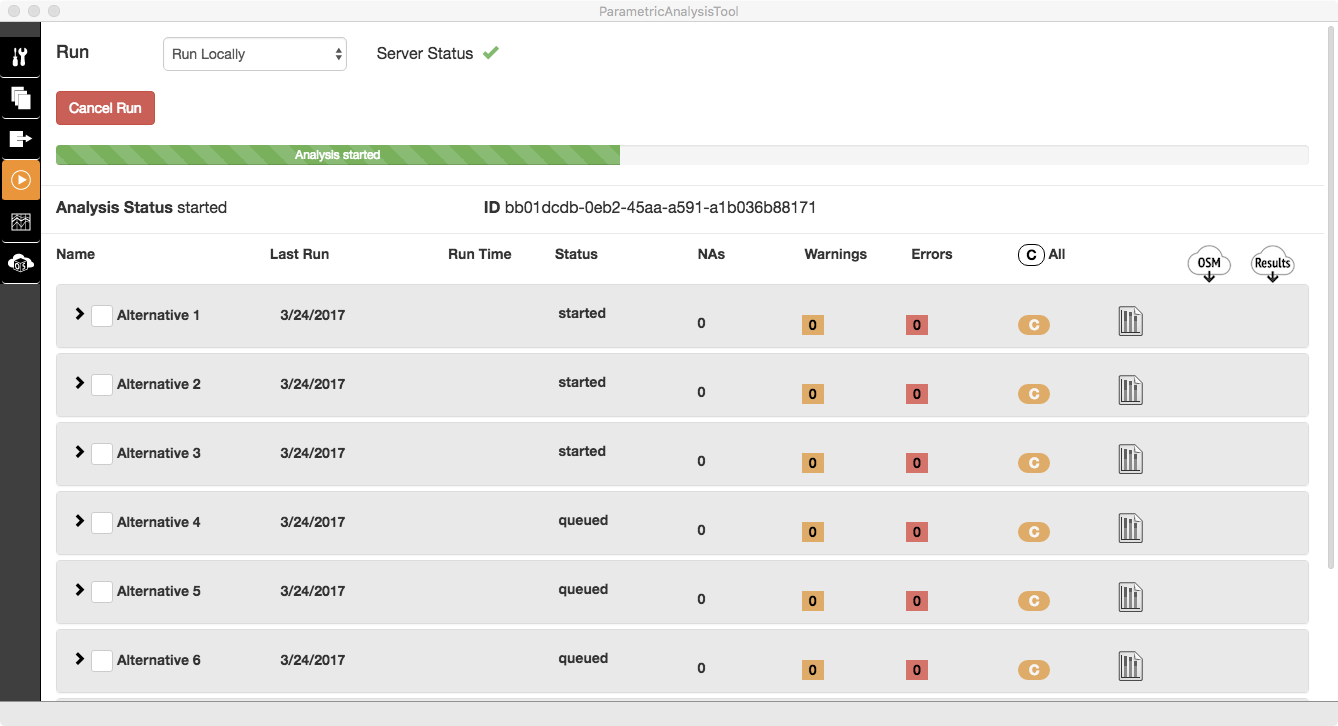 ParametricAnalysisTool
Run Run Locally Server Status
Cancel Run
Analysis started
Analysis Status started ID bb01dcdb-0eb2-45aa-a591-a1b036b88171
Name Last Run Run Time Status NAs Warnings Errors C All OSM Results
Alternative 1 3/24/2017 started 0 0 0 C
Alternative 2 3/24/2017 started 0 0 0 C
Alternative 3 3/24/2017 started 0 0 0 C
Alternative 4 3/24/2017 queued 0 0 0 C
Alternative 5 3/24/2017 queued 0 0 0 C
Alternative 6 3/24/2017 queued 0 0 0 C